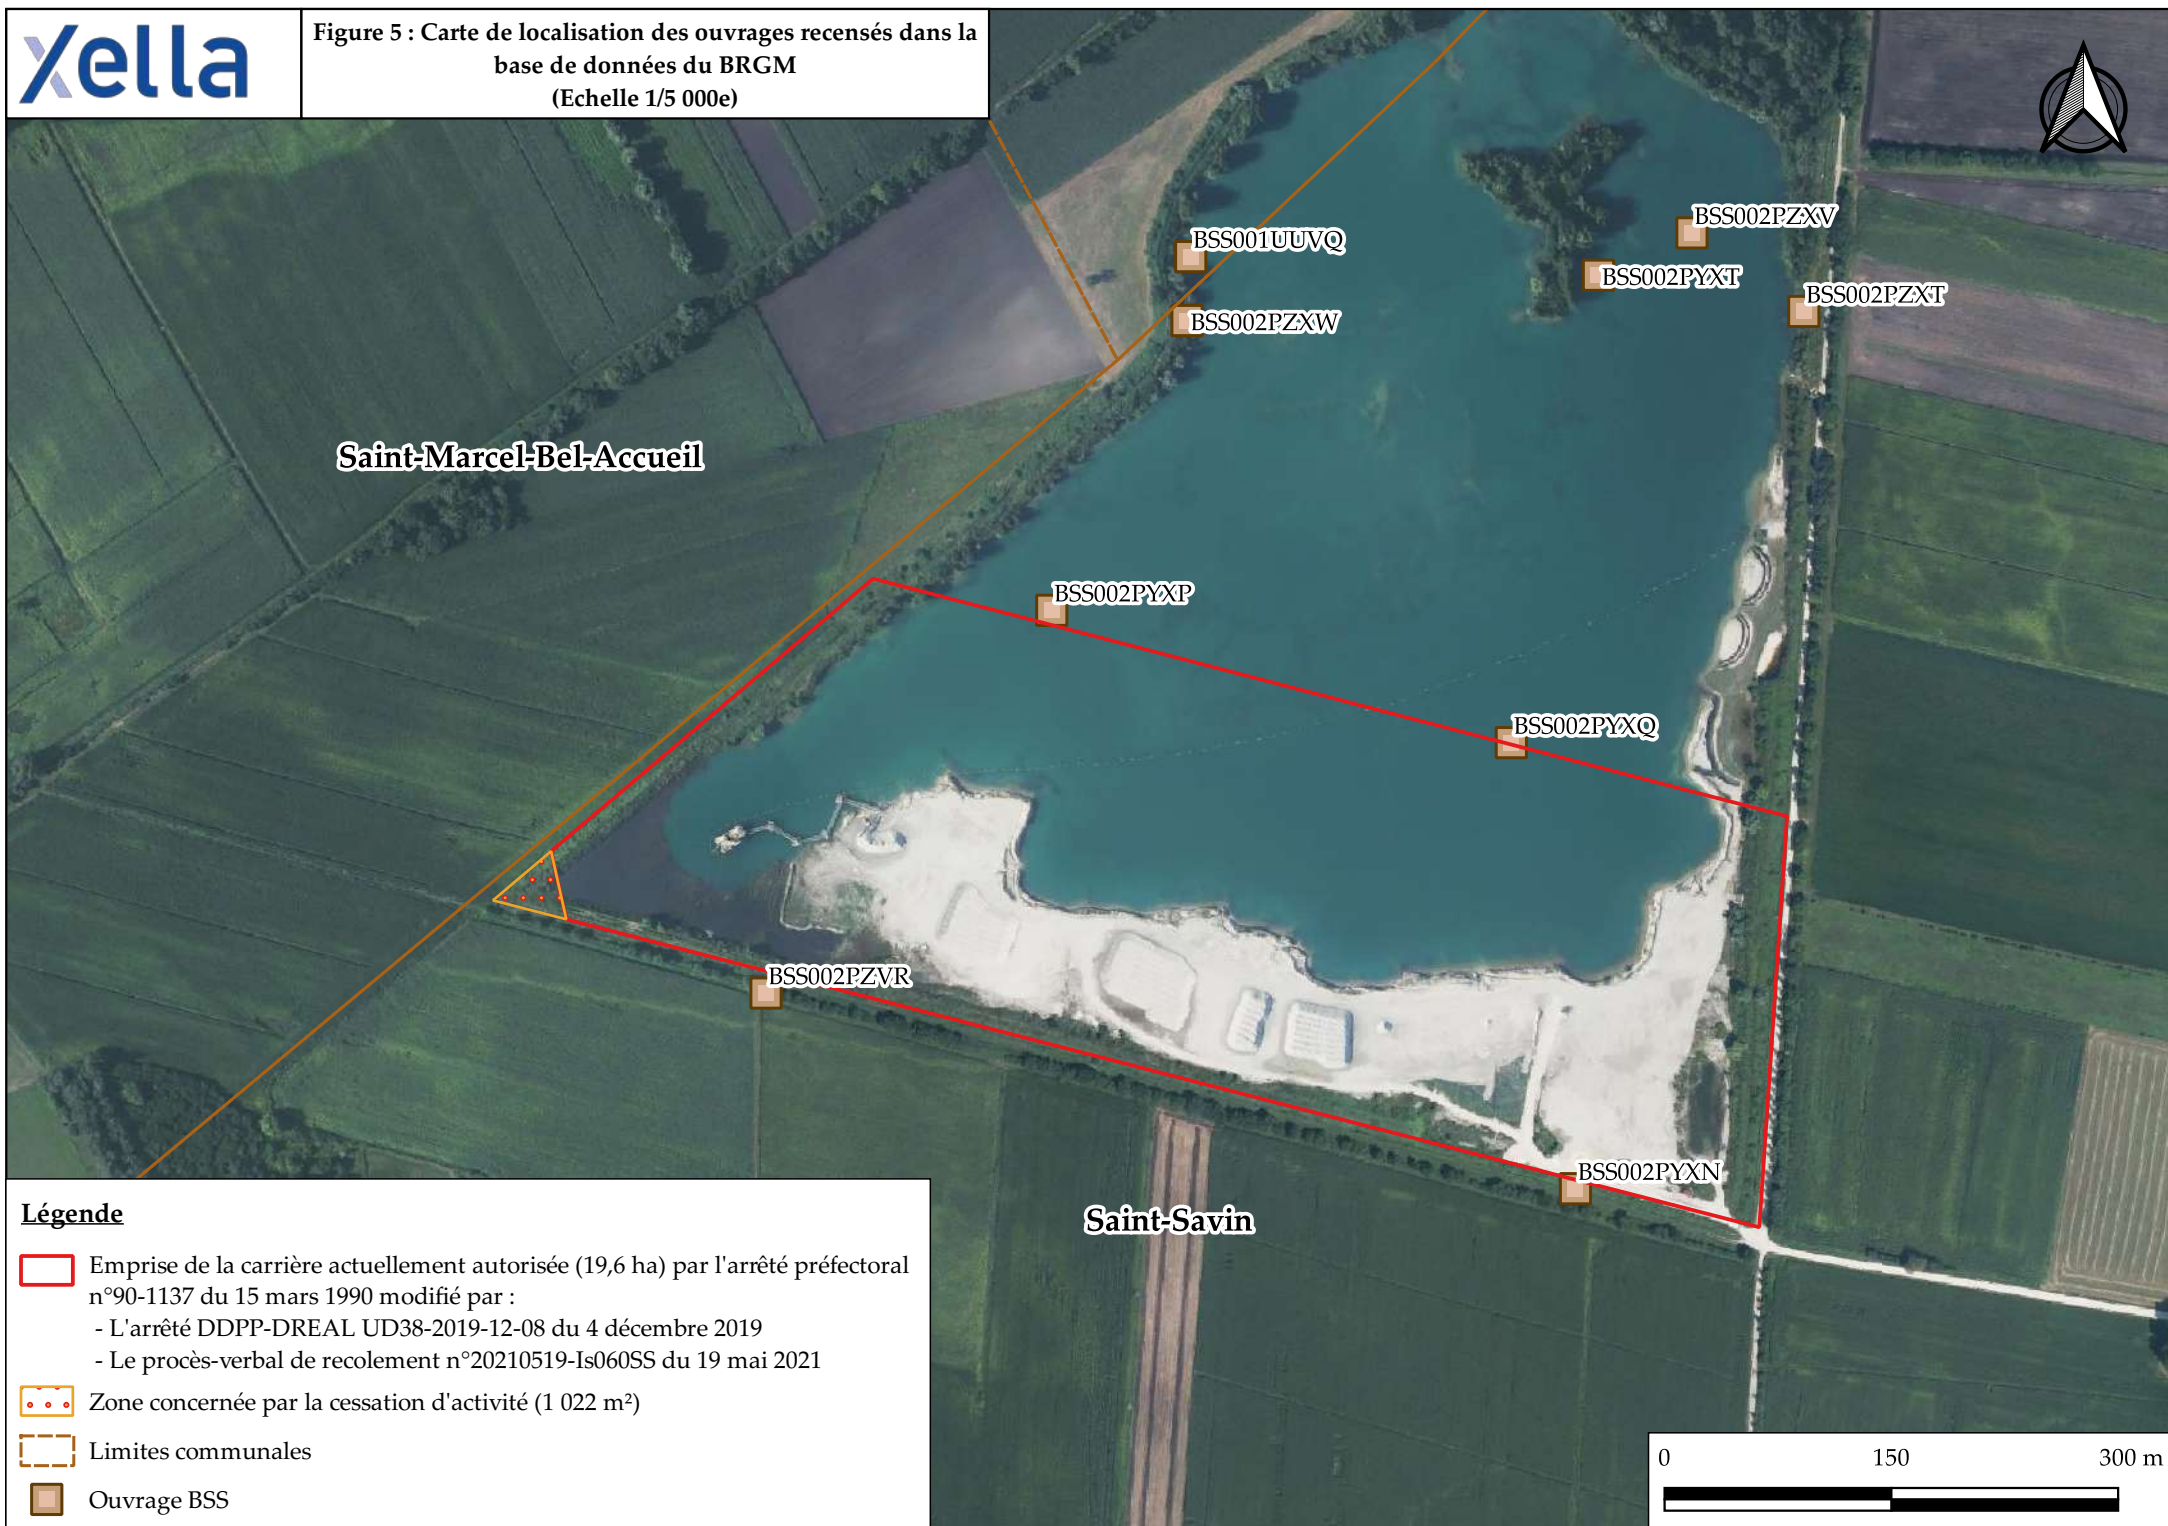 Xella
Figure 5 : Carte de localisation des ouvrages recensés dans la
base de données du BRGM
(Echelle 1/5 000e)
BSS002PZXV
BSS001UUVQ
BSS002PYXT
BSS002PZXT
BSS002PZXW
Saint-Marcel-Bel-Accueil
BSS002PYXP
BSS002PYXQ
BSS002PZVR
BSS002PYXN
Saint-Savin
Légende
Emprise de la carrière actuellement autorisée (19,6 ha) par l'arrêté préfectoral
n°90-1137 du 15 mars 1990 modifié par :
- L'arrêté DDPP-DREAL UD38-2019-12-08 du 4 décembre 2019
- Le procès-verbal de recolement n°20210519-Is060SS du 19 mai 2021
Zone concernée par la cessation d'activité (1 022 m²)
Limites communales
Ouvrage BSS
0 150 300 m